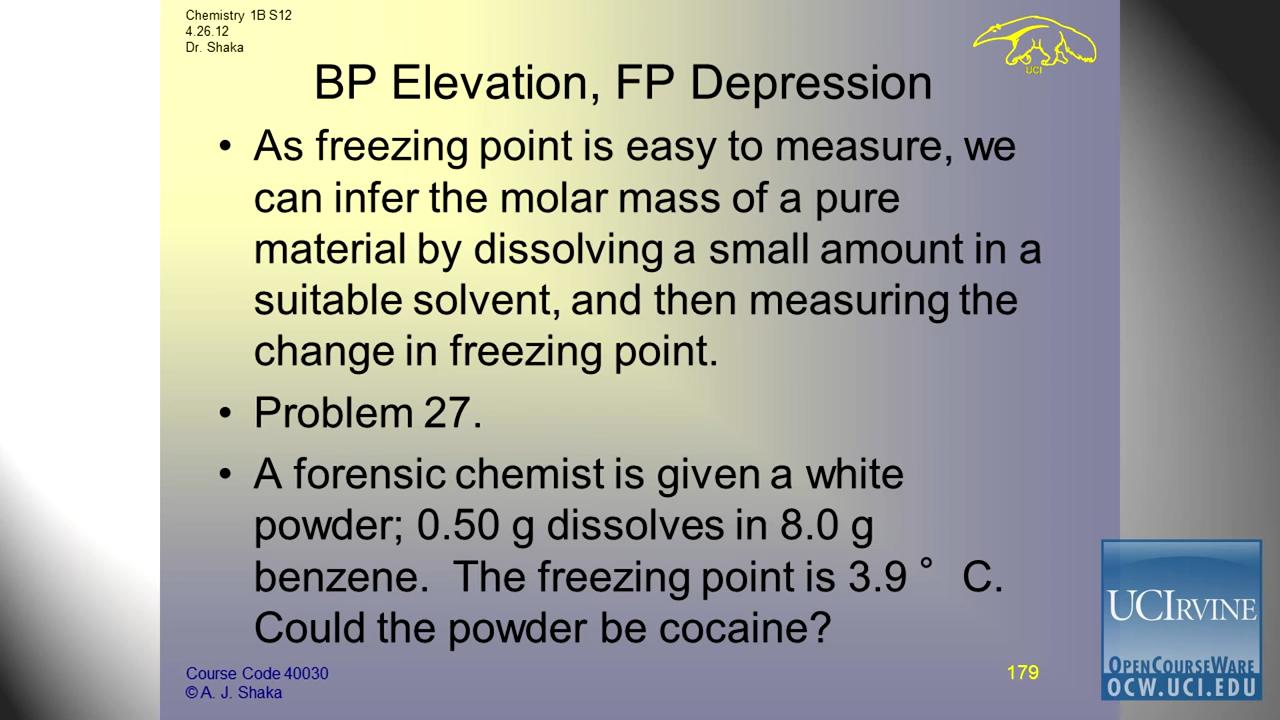 Chemistry 1B S12
4.26.12
Dr. Shaka
UCI
BP Elevation, FP Depression
• As freezing point is easy to measure, we
can infer the molar mass of a pure
material by dissolving a small amount in a
suitable solvent, and then measuring the
change in freezing point.
• Problem 27.
• A forensic chemist is given a white
powder; 0.50 g dissolves in 8.0 g
benzene. The freezing point is 3.9 ° C.
Could the powder be cocaine?
Course Code 40030
© A. J. Shaka
179
UCIRVINE
OPENCOURSEWARE
OCW.UCI.EDU